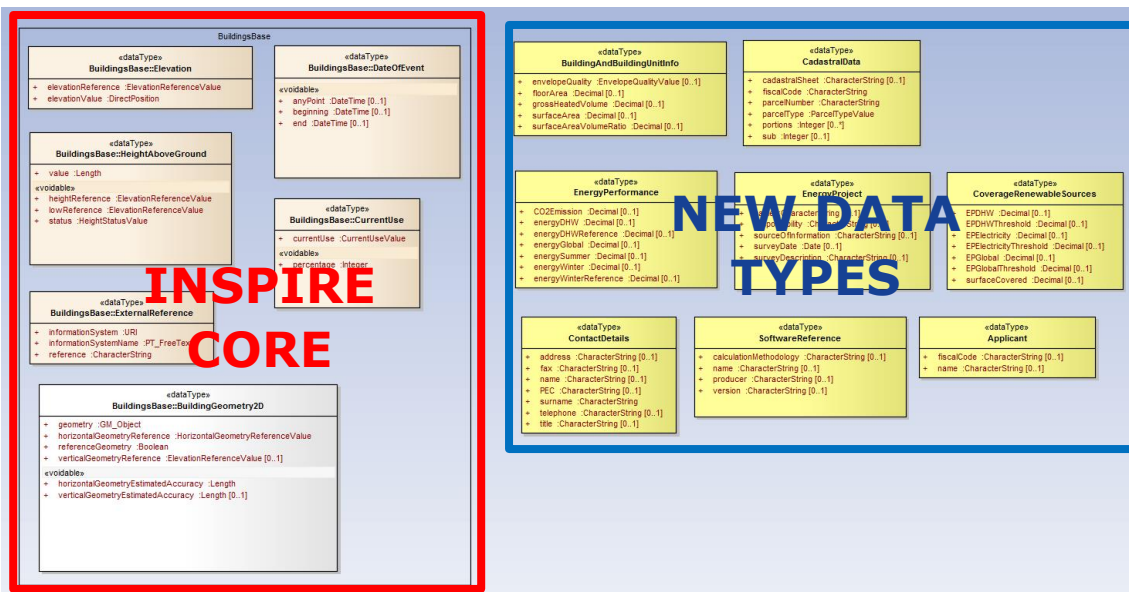 BuildingsBase
«dataType»
BuildingsBase::Elevation
+ elevationReference :ElevationReferenceValue
+ elevationValue :DirectPosition
«dataType»
BuildingsBase::DateOfEvent
«voidable»
+ anyPoint :DateTime [0..1]
+ beginning :DateTime [0..1]
+ end :DateTime [0..1]
«dataType»
BuildingsBase::HeightAboveGround
+ value :Length
«voidable»
+ heightReference :ElevationReferenceValue
+ lowReference :ElevationReferenceValue
+ status :HeightStatusValue
«dataType»
BuildingsBase::CurrentUse
+ currentUse :CurrentUseValue
«voidable»
+ percentage :Integer
INSPIRE
CORE
«dataType»
BuildingsBase::ExternalReference
+ informationSystem :URI
+ informationSystemName :PT_FreeText
+ reference :CharacterString
«dataType»
BuildingsBase::BuildingGeometry2D
+ geometry :GM_Object
+ horizontalGeometryReference :HorizontalGeometryReferenceValue
+ referenceGeometry :Boolean
+ verticalGeometryReference :ElevationReferenceValue [0..1]
«voidable»
+ horizontalGeometryEstimatedAccuracy :Length
+ verticalGeometryEstimatedAccuracy :Length [0..1]
«dataType»
BuildingAndBuildingUnitInfo
+ envelopeQuality :EnvelopeQualityValue [0..1]
+ floorArea :Decimal [0..1]
+ grossHeatedVolume :Decimal [0..1]
+ surfaceArea :Decimal [0..1]
+ surfaceAreaVolumeRatio :Decimal [0..1]
«dataType»
CadastralData
+ cadastralSheet :CharacterString
+ fiscalCode :CharacterString
+ parcelNumber :CharacterString
+ parcelType :ParcelTypeValue
+ portions :Integer [0..*]
+ sub :Integer [0..1]
«dataType»
EnergyPerformance
+ CO2Emission :Decimal [0..1]
+ energyDHW :Decimal [0..1]
+ energyDHWReference :Decimal [0..1]
+ energyGlobal :Decimal [0..1]
+ energySummer :Decimal [0..1]
+ energyWinter :Decimal [0..1]
+ energyWinterReference :Decimal [0..1]
«dataType»
EnergyProject
+ sourceOfInformation :CharacterString [0..1]
+ surveyDate :Date [0..1]
+ surveyDescription :CharacterString [0..1]
«dataType»
CoverageRenewableSources
+ EPDHW :Decimal [0..1]
+ EPDHWThreshold :Decimal [0..1]
+ EPElectricity :Decimal [0..1]
+ EPElectricityThreshold :Decimal [0..1]
+ EPGlobal :Decimal [0..1]
+ EPGlobalThreshold :Decimal [0..1]
+ surfaceCovered :Decimal [0..1]
NEW DATA
TYPES
«dataType»
ContactDetails
+ address :CharacterString [0..1]
+ fax :CharacterString [0..1]
+ name :CharacterString [0..1]
+ PEC :CharacterString [0..1]
+ surname :CharacterString
+ telephone :CharacterString [0..1]
+ title :CharacterString [0..1]
«dataType»
SoftwareReference
+ calculationMethodology :CharacterString [0..1]
+ name :CharacterString [0..1]
+ producer :CharacterString [0..1]
+ version :CharacterString [0..1]
«dataType»
Applicant
+ fiscalCode :CharacterString [0..1]
+ name :CharacterString [0..1]